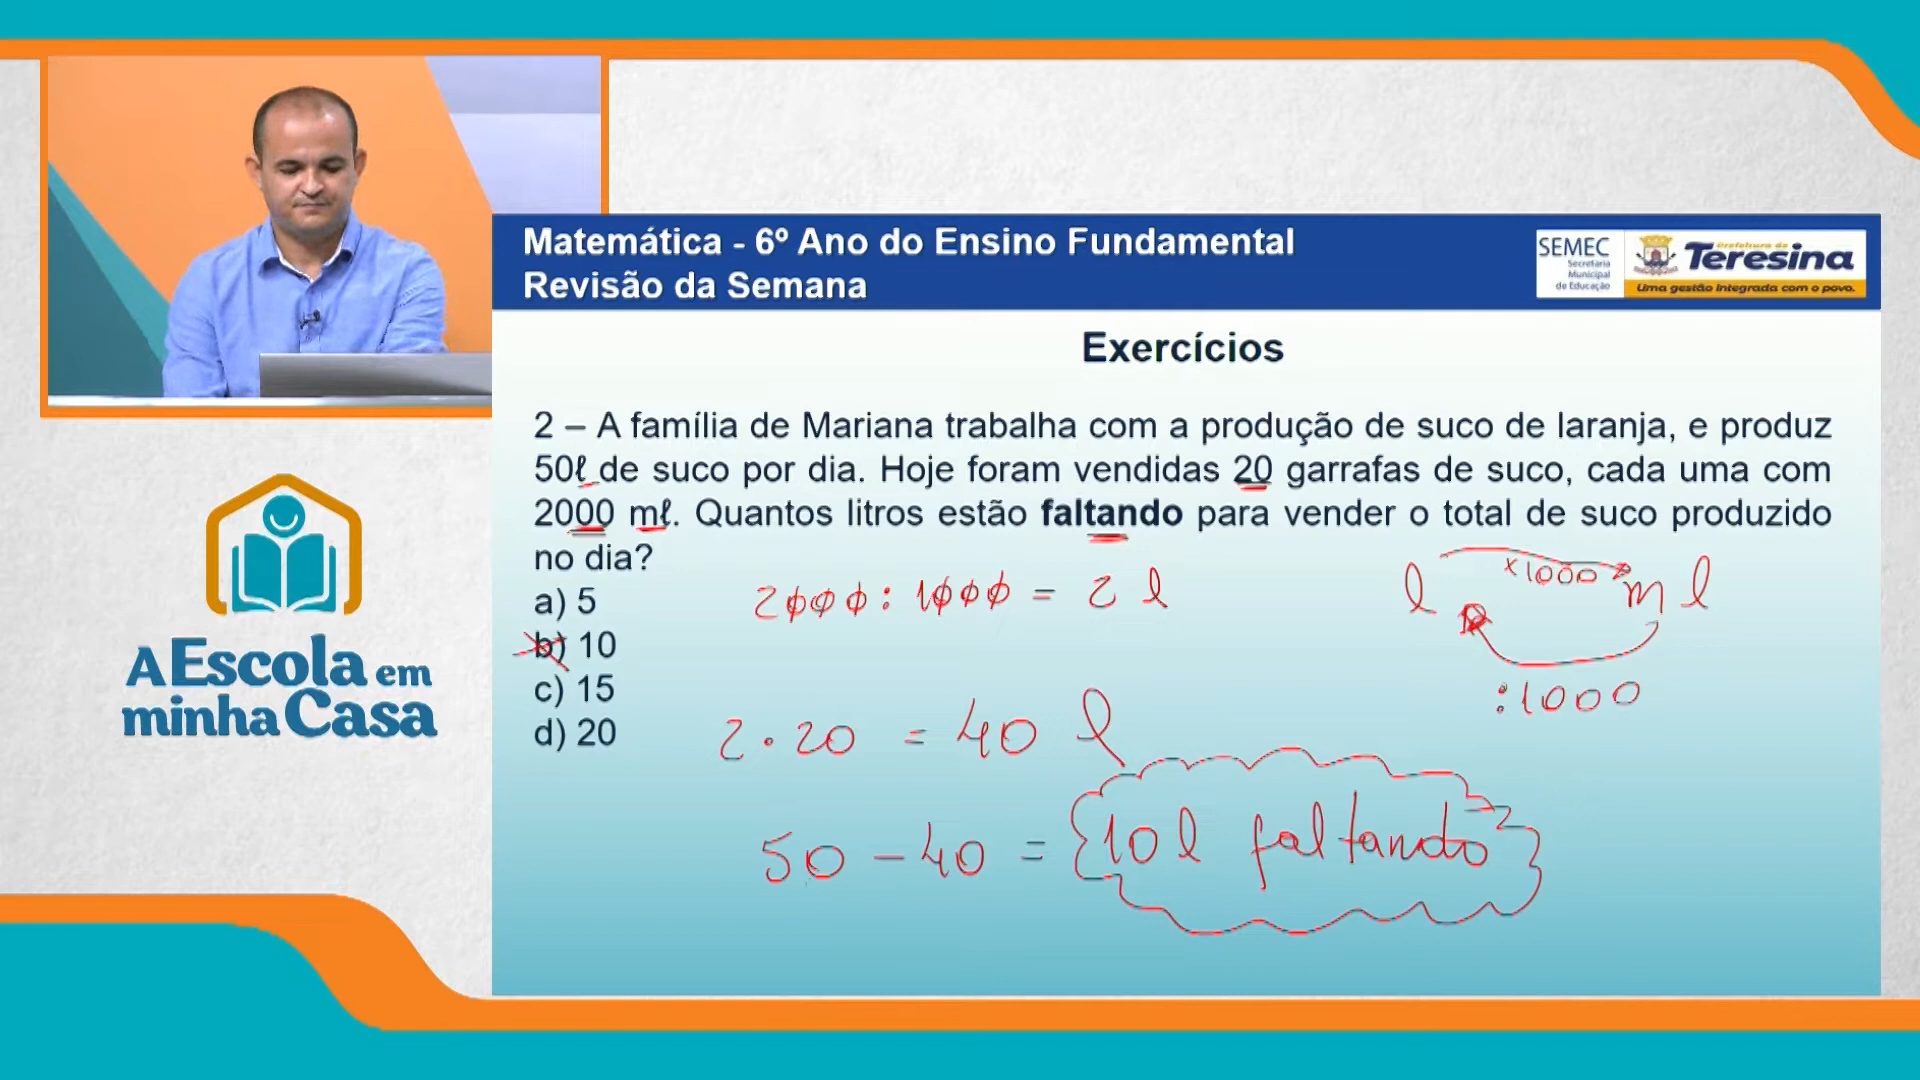 Matemática - 6º Ano do Ensino Fundamental
Revisão da Semana
SEMEC
Secretaria
Municipal
de Educação
Prefeitura de
Teresina
Uma gestão integrada com o povo.
Exercícios
2 – A família de Mariana trabalha com a produção de suco de laranja, e produz
50ℓ de suco por dia. Hoje foram vendidas 20 garrafas de suco, cada uma com
2000 mℓ. Quantos litros estão faltando para vender o total de suco produzido
no dia?
a) 5
b) 10
c) 15
d) 20
2000 : 1000 = 2 l
l x1000 ml
:1000
2 · 20 = 40 l
50 – 40 = 10 l faltando
A Escola em
minha Casa